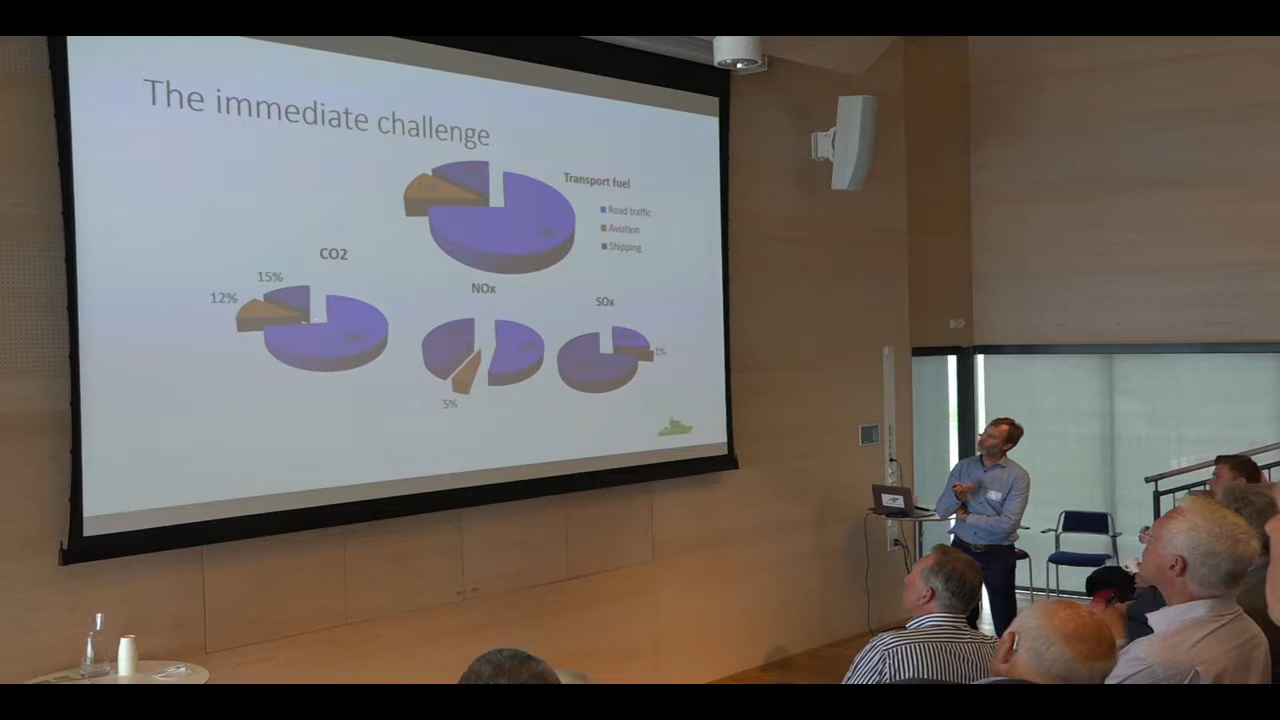 The immediate challenge
Transport fuel
Road traffic
Aviation
Shipping
CO2
15%
12%
NOx
5%
SOx
1%